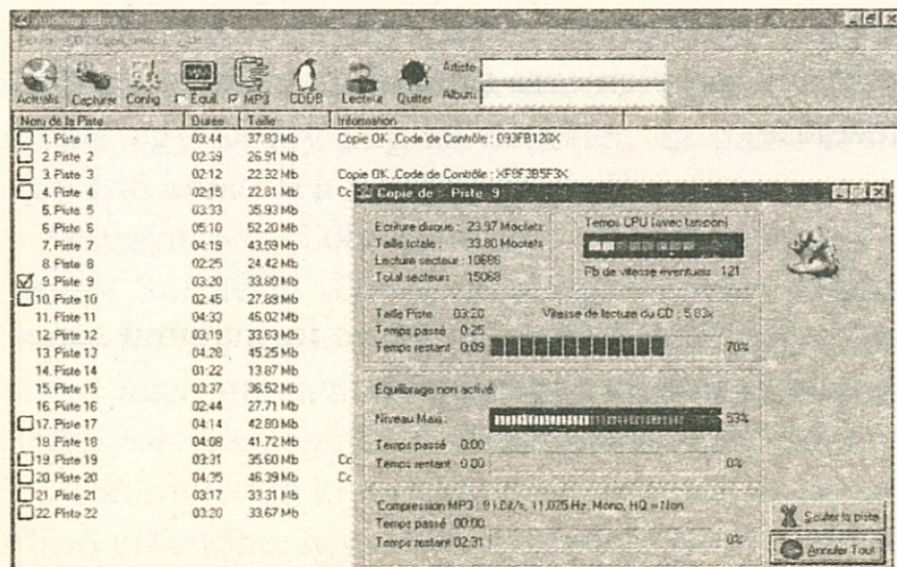 Actualis Capturer Config Equil. MP3 CDDB Lecteur Quitter
Artiste
Album
Nom de la Piste Durée Taille Information
1. Piste 1 03:44 37.83 Mb Copie OK ,Code de Contrôle :
2. Piste 2 02:39 26.91 Mb
3. Piste 3 02:12 22.32 Mb Copie OK ,Code de Contrôle :
4. Piste 4 02:15 22.81 Mb Cc
5. Piste 5 03:33 35.93 Mb
6. Piste 6 05:10 52.20 Mb
7. Piste 7 04:19 43.59 Mb
8. Piste 8 02:25 24.42 Mb
9. Piste 9 03:20 33.80 Mb
10. Piste 10 02:45 27.89 Mb
11. Piste 11 04:33 46.02 Mb
12. Piste 12 03:19 33.63 Mb
13. Piste 13 04:28 45.25 Mb
14. Piste 14 01:22 13.87 Mb
15. Piste 15 03:37 36.52 Mb
16. Piste 16 02:44 27.71 Mb
17. Piste 17 04:14 42.80 Mb
18. Piste 18 04:08 41.72 Mb
19. Piste 19 03:31 35.60 Mb Cc
20. Piste 20 04:35 46.39 Mb Cc
21. Piste 21 03:17 33.31 Mb
22. Piste 22 03:20 33.67 Mb
Copie de : Piste 9
Ecriture disque : 23.97 Moctets
Taille totale : 33.80 Moctets
Lecture secteur : 10686
Total secteurs : 15068
Temps CPU (avec tampon)
Pb de vitesse éventuels : 121
Taille Piste 03:20 Vitesse de lecture du CD : 5.83x
Temps passé 0:25
Temps restant 0:09 70%
Équilibrage non activé
Niveau Maxi : 53%
Temps passé 0:00
Temps restant 0:00 0%
Compression MP3 : 11,025 Hz, Mono, HQ = Non
Temps passé 00:00
Temps restant 02:31 0%
Sauter la piste
Annuler Tout